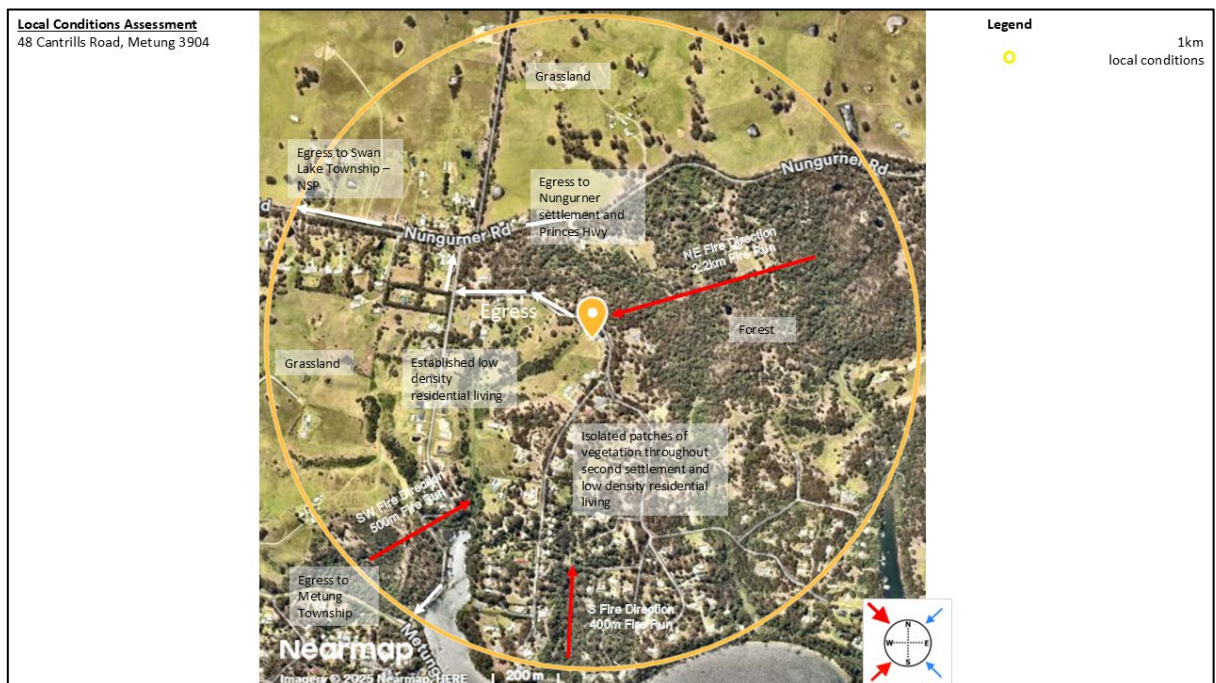 Local Conditions Assessment
48 Cantrills Road, Metung 3904
Legend
1km
local conditions
Grassland
Egress to Swan
Lake Township –
NSP
Egress to
Nungurner
settlement and
Princes Hwy
Nungurner Rd
d
Nungurner Rd
NE Fire Direction
2.2km Fire Run
Egress
Forest
Grassland
Established low
density
residential living
Isolated patches of
vegetation throughout
second settlement and
low density residential
living
SW Fire Direction
500m Fire Run
Egress to
Metung
Township
S Fire Direction
400m Fire Run
Metung
Nearmap
Imagery © 2025 Nearmap, HERE
200 m
N
W
E
S